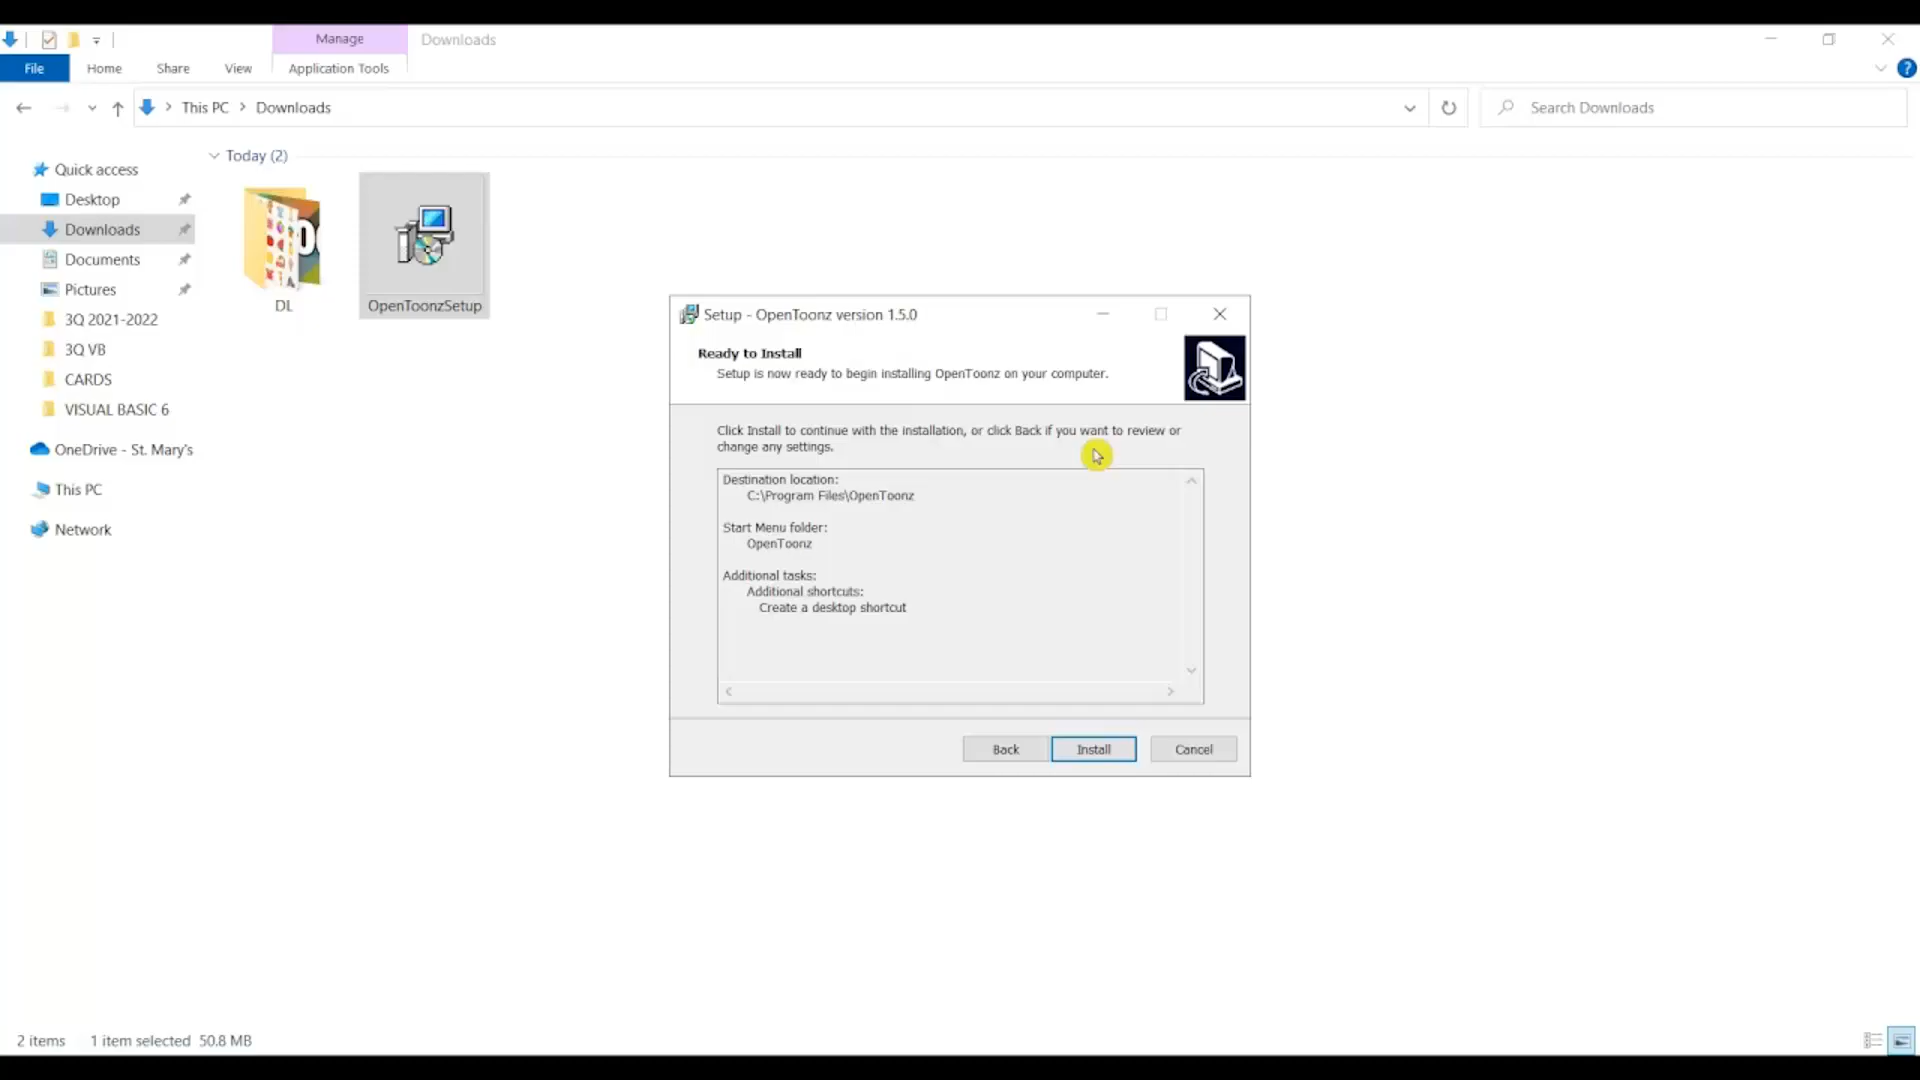 Manage
Downloads
File
Home
Share
View
Application Tools
This PC
Downloads
Search Downloads
Today (2)
Quick access
Desktop
Downloads
Documents
Pictures
3Q 2021-2022
3Q VB
CARDS
VISUAL BASIC 6
OneDrive - St. Mary's
This PC
Network
DL
OpenToonzSetup
Setup - OpenToonz version 1.5.0
Ready to Install
Setup is now ready to begin installing OpenToonz on your computer.
Click Install to continue with the installation, or click Back if you want to review or
change any settings.
Destination location:
C:\Program Files\OpenToonz
Start Menu folder:
OpenToonz
Additional tasks:
Additional shortcuts:
Create a desktop shortcut
Back
Install
Cancel
2 items
1 item selected 50.8 MB